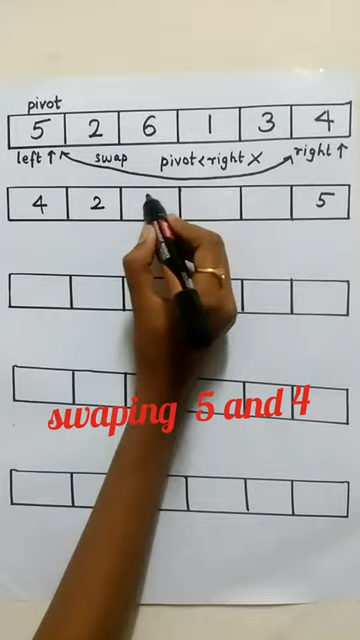 pivot
5 2 6 1 3 4
left ↑ swap pivot < right X right ↑
4 2 5
swaping 5 and 4